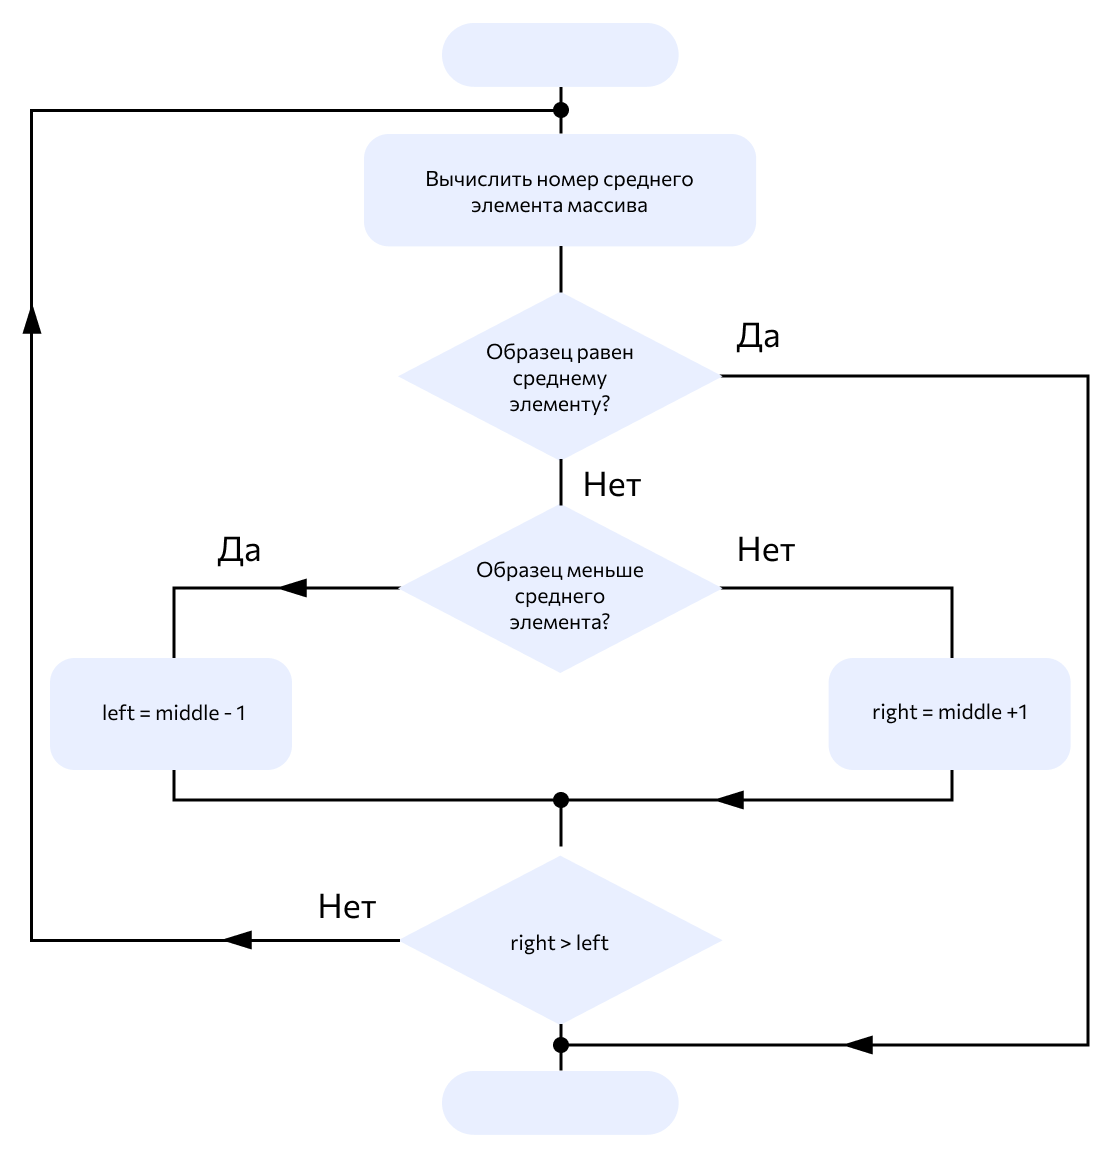 Вычислить номер среднего
элемента массива
Образец равен
среднему
элементу?
Да
Нет
Образец меньше
среднего
элемента?
Да
Нет
left = middle - 1
right = middle +1
Нет
right > left